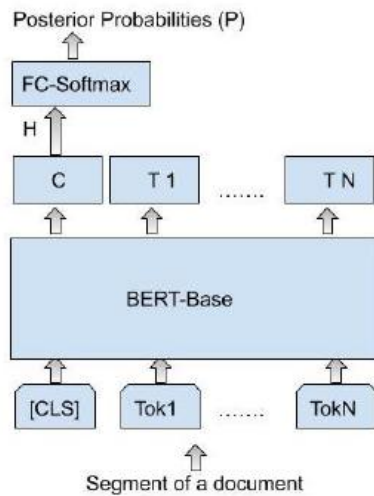 Posterior Probabilities (P)
FC-Softmax
H
C T 1 ....... T N
BERT-Base
[CLS] Tok1 ....... TokN
Segment of a document